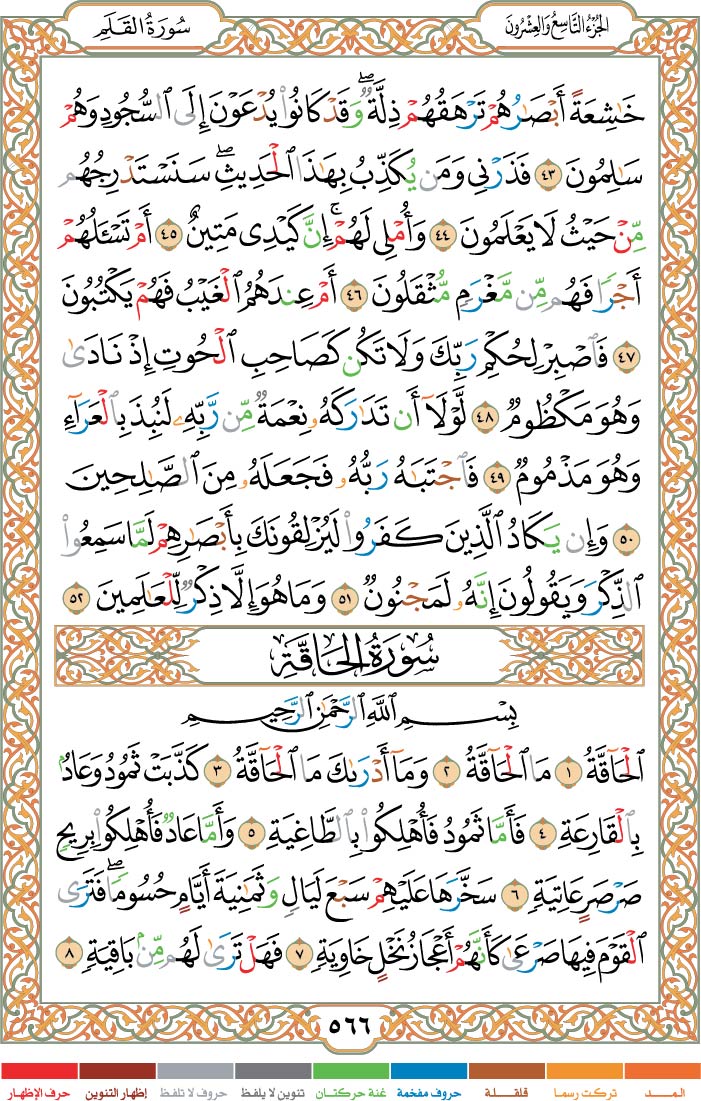 الجُزْءُ التَّاسِعُ وَالعِشْرُونَ
سُورَةُ القَلَمِ
خَٰشِعَةً أَبْصَٰرُهُمْ تَرْهَقُهُمْ ذِلَّةٌۖ وَقَدْ كَانُوا۟ يُدْعَوْنَ إِلَى ٱلسُّجُودِ وَهُمْ
سَٰلِمُونَ ٤٣ فَذَرْنِى وَمَن يُكَذِّبُ بِهَٰذَا ٱلْحَدِيثِۖ سَنَسْتَدْرِجُهُم
مِّنْ حَيْثُ لَا يَعْلَمُونَ ٤٤ وَأُمْلِى لَهُمْۚ إِنَّ كَيْدِى مَتِينٌ ٤٥ أَمْ تَسْـَٔلُهُمْ
أَجْرًا فَهُم مِّن مَّغْرَمٍ مُّثْقَلُونَ ٤٦ أَمْ عِندَهُمُ ٱلْغَيْبُ فَهُمْ يَكْتُبُونَ
٤٧ فَٱصْبِرْ لِحُكْمِ رَبِّكَ وَلَا تَكُن كَصَاحِبِ ٱلْحُوتِ إِذْ نَادَىٰ
وَهُوَ مَكْظُومٌ ٤٨ لَّوْلَآ أَن تَدَٰرَكَهُۥ نِعْمَةٌ مِّن رَّبِّهِۦ لَنُبِذَ بِٱلْعَرَآءِ
وَهُوَ مَذْمُومٌ ٤٩ فَٱجْتَبَٰهُ رَبُّهُۥ فَجَعَلَهُۥ مِنَ ٱلصَّٰلِحِينَ
٥٠ وَإِن يَكَادُ ٱلَّذِينَ كَفَرُوا۟ لَيُزْلِقُونَكَ بِأَبْصَٰرِهِمْ لَمَّا سَمِعُوا۟
ٱلذِّكْرَ وَيَقُولُونَ إِنَّهُۥ لَمَجْنُونٌ ٥١ وَمَا هُوَ إِلَّا ذِكْرٌ لِّلْعَٰلَمِينَ ٥٢
سُورَةُ الحَاقَّةِ
بِسْمِ ٱللَّهِ ٱلرَّحْمَٰنِ ٱلرَّحِيمِ
ٱلْحَآقَّةُ ١ مَا ٱلْحَآقَّةُ ٢ وَمَآ أَدْرَىٰكَ مَا ٱلْحَآقَّةُ ٣ كَذَّبَتْ ثَمُودُ وَعَادٌۢ
بِٱلْقَارِعَةِ ٤ فَأَمَّا ثَمُودُ فَأُهْلِكُوا۟ بِٱلطَّاغِيَةِ ٥ وَأَمَّا عَادٌ فَأُهْلِكُوا۟ بِرِيحٍ
صَرْصَرٍ عَاتِيَةٍ ٦ سَخَّرَهَا عَلَيْهِمْ سَبْعَ لَيَالٍ وَثَمَٰنِيَةَ أَيَّامٍ حُسُومًاۖ فَتَرَى
ٱلْقَوْمَ فِيهَا صَرْعَىٰ كَأَنَّهُمْ أَعْجَازُ نَخْلٍ خَاوِيَةٍ ٧ فَهَلْ تَرَىٰ لَهُم مِّنۢ بَاقِيَةٍ ٨
٥٦٦
المــــد
تركت رسما
قلقــلة
حروف مفخمة
غنة حركتــان
تنوين لا يلفظ
حروف لا تلفظ
إظهار التنوين
حرف الإظهار